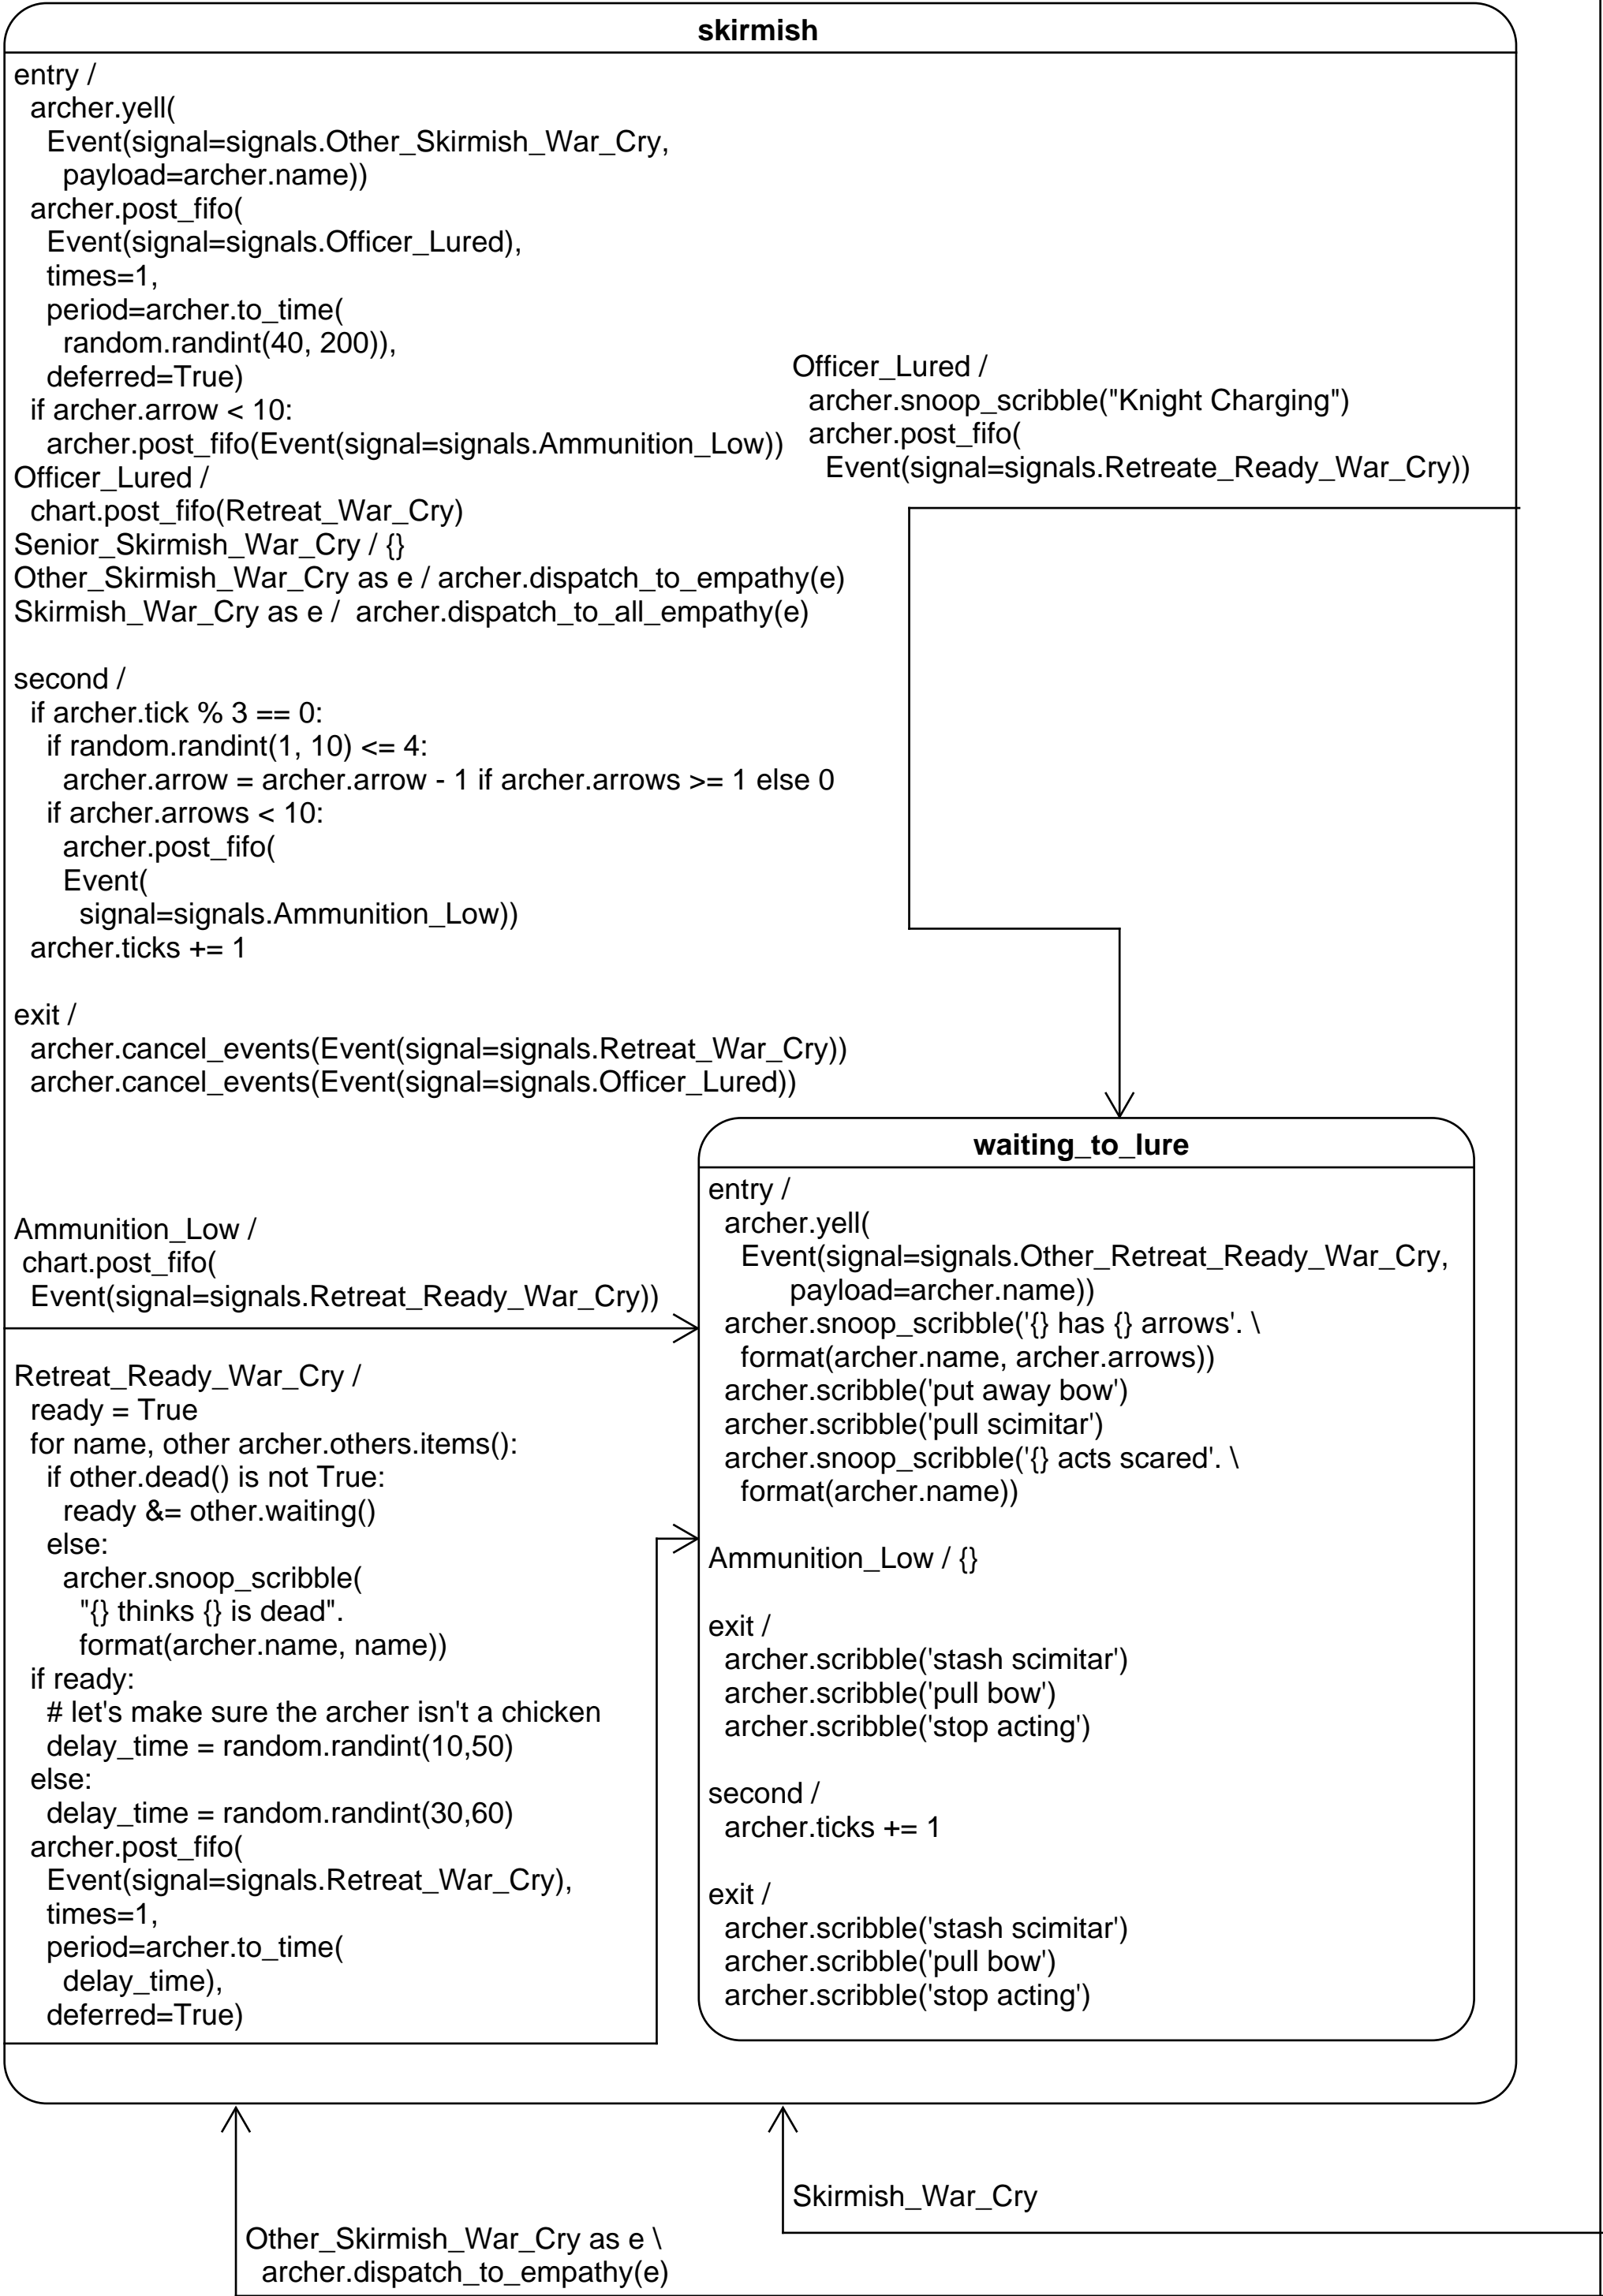 skirmish
entry /
archer.yell(
Event(signal=signals.Other_Skirmish_War_Cry,
payload=archer.name))
archer.post_fifo(
Event(signal=signals.Officer_Lured),
times=1,
period=archer.to_time(
random.randint(40, 200)),
deferred=True)
if archer.arrow < 10:
archer.post_fifo(Event(signal=signals.Ammunition_Low))
Officer_Lured /
chart.post_fifo(Retreat_War_Cry)
Senior_Skirmish_War_Cry / {}
Other_Skirmish_War_Cry as e / archer.dispatch_to_empathy(e)
Skirmish_War_Cry as e /  archer.dispatch_to_all_empathy(e)
second /
if archer.tick % 3 == 0:
if random.randint(1, 10) <= 4:
archer.arrow = archer.arrow - 1 if archer.arrows >= 1 else 0
if archer.arrows < 10:
archer.post_fifo(
Event(
signal=signals.Ammunition_Low))
archer.ticks += 1
exit /
archer.cancel_events(Event(signal=signals.Retreat_War_Cry))
archer.cancel_events(Event(signal=signals.Officer_Lured))
Officer_Lured /
archer.snoop_scribble("Knight Charging")
archer.post_fifo(
Event(signal=signals.Retreate_Ready_War_Cry))
Ammunition_Low /
chart.post_fifo(
Event(signal=signals.Retreat_Ready_War_Cry))
Retreat_Ready_War_Cry /
ready = True
for name, other archer.others.items():
if other.dead() is not True:
ready &= other.waiting()
else:
archer.snoop_scribble(
"{} thinks {} is dead".
format(archer.name, name))
if ready:
# let's make sure the archer isn't a chicken
delay_time = random.randint(10,50)
else:
delay_time = random.randint(30,60)
archer.post_fifo(
Event(signal=signals.Retreat_War_Cry),
times=1,
period=archer.to_time(
delay_time),
deferred=True)
waiting_to_lure
entry /
archer.yell(
Event(signal=signals.Other_Retreat_Ready_War_Cry,
payload=archer.name))
archer.snoop_scribble('{} has {} arrows'. \
format(archer.name, archer.arrows))
archer.scribble('put away bow')
archer.scribble('pull scimitar')
archer.snoop_scribble('{} acts scared'. \
format(archer.name))
Ammunition_Low / {}
exit /
archer.scribble('stash scimitar')
archer.scribble('pull bow')
archer.scribble('stop acting')
second /
archer.ticks += 1
exit /
archer.scribble('stash scimitar')
archer.scribble('pull bow')
archer.scribble('stop acting')
Skirmish_War_Cry
Other_Skirmish_War_Cry as e \
archer.dispatch_to_empathy(e)